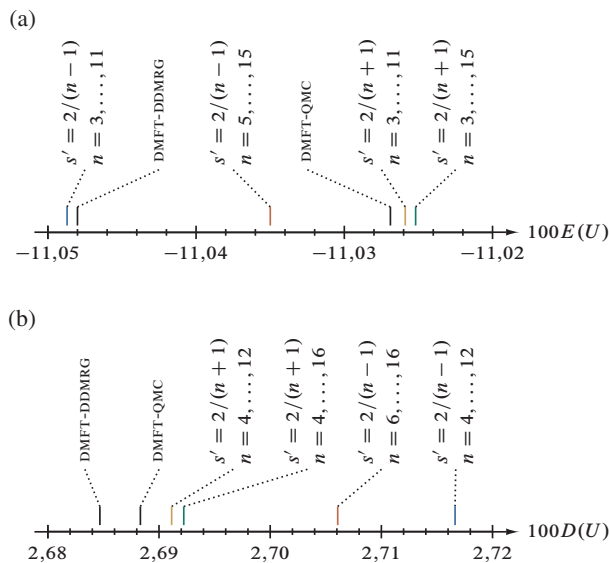 (a)
s′ = 2/(n − 1)
n = 3, . . . , 11
DMFT-DDMRG
s′ = 2/(n − 1)
n = 5, . . . , 15
DMFT-QMC
s′ = 2/(n + 1)
n = 3, . . . , 11
s′ = 2/(n + 1)
n = 3, . . . , 15
100E(U)
−11,05 −11,04 −11,03 −11,02
(b)
DMFT-DDMRG
DMFT-QMC
s′ = 2/(n + 1)
n = 4, . . . , 12
s′ = 2/(n + 1)
n = 4, . . . , 16
s′ = 2/(n − 1)
n = 6, . . . , 16
s′ = 2/(n − 1)
n = 4, . . . , 12
100D(U)
2,68 2,69 2,70 2,71 2,72